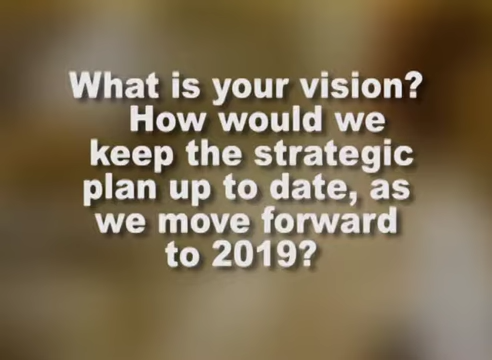 What is your vision?
How would we
keep the strategic
plan up to date, as
we move forward
to 2019?